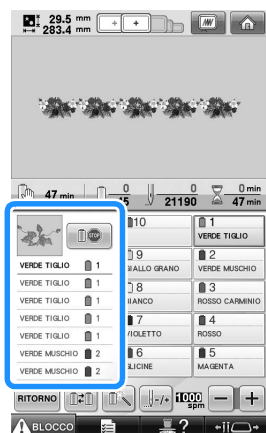 29.5 mm
283.4 mm
47 min
0
15
0
21190
0 min
47 min
10
1
VERDE TIGLIO
9
GIALLO GRANO
2
VERDE MUSCHIO
8
BIANCO
3
ROSSO CARMINIO
7
VIOLETTO
4
ROSSO
6
GLICINE
5
MAGENTA
STOP
VERDE TIGLIO 1
VERDE TIGLIO 1
VERDE TIGLIO 1
VERDE TIGLIO 1
VERDE MUSCHIO 2
VERDE MUSCHIO 2
RITORNO
-/+
1000
spm
- +
BLOCCO
?